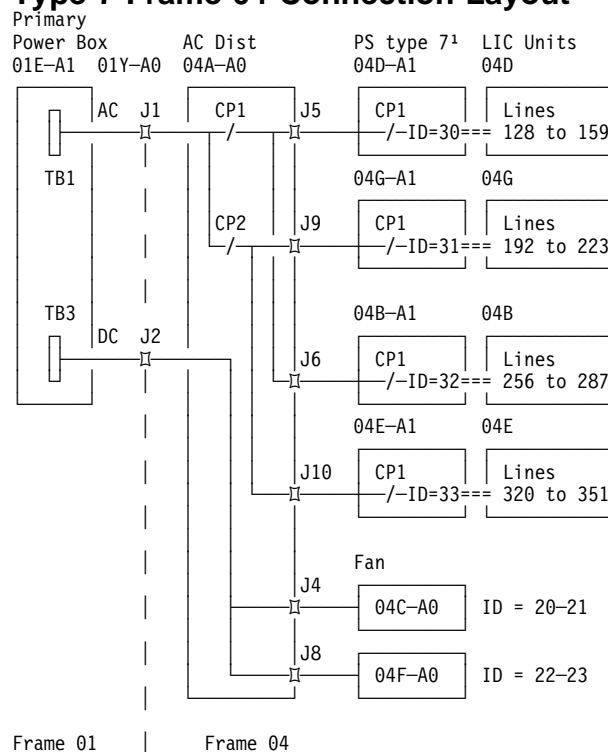 Type 7 Frame 04 Connection Layout
Primary
Power Box AC Dist PS type 7¹ LIC Units
01E—A1 01Y—A0 04A—A0 04D—A1 04D
AC J1 CP1 J5 CP1 Lines
/ /—ID=30=== 128 to 159
TB1 04G—A1 04G
CP2 J9 CP1 Lines
/ /—ID=31=== 192 to 223
TB3 04B—A1 04B
DC J2 J6 CP1 Lines
/—ID=32=== 256 to 287
04E—A1 04E
J10 CP1 Lines
/—ID=33=== 320 to 351
Fan
J4
04C—A0 ID = 20—21
J8
04F—A0 ID = 22—23
Frame 01 Frame 04